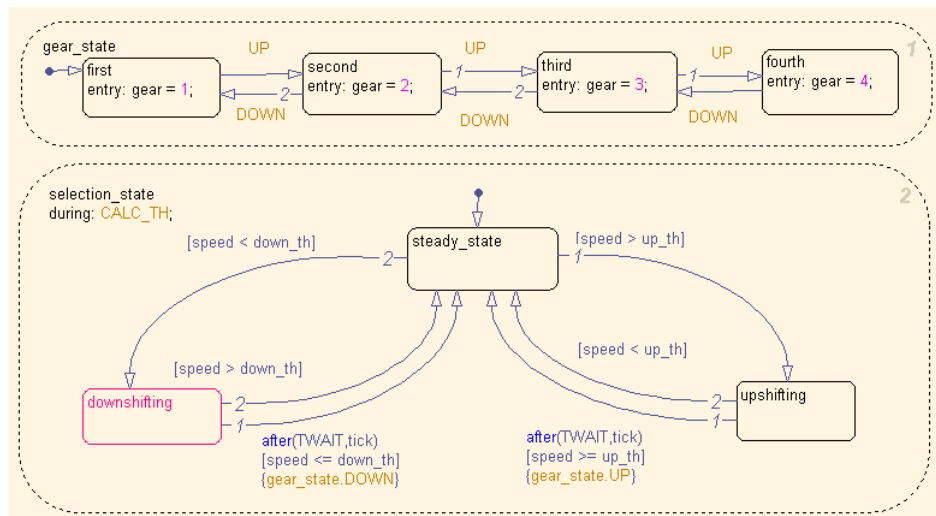 gear_state
1
UP
UP
UP
first
entry: gear = 1;
second
entry: gear = 2;
1
2
third
entry: gear = 3;
1
2
fourth
entry: gear = 4;
DOWN
DOWN
DOWN
selection_state
during: CALC_TH;
2
[speed < down_th]
2
steady_state
1
[speed > up_th]
[speed > down_th]
[speed < up_th]
downshifting
2
1
2
1
upshifting
after(TWAIT,tick)
[speed <= down_th]
{gear_state.DOWN}
after(TWAIT,tick)
[speed >= up_th]
{gear_state.UP}